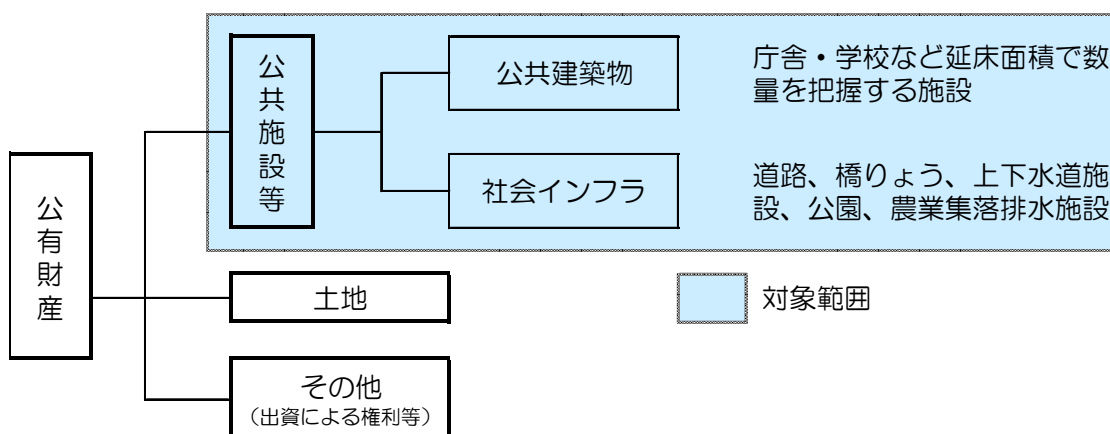 公共施設等
公共建築物
庁舎・学校など延床面積で数
量を把握する施設
社会インフラ
道路、橋りょう、上下水道施
設、公園、農業集落排水施設
公有財産
土地
対象範囲
その他
（出資による権利等）